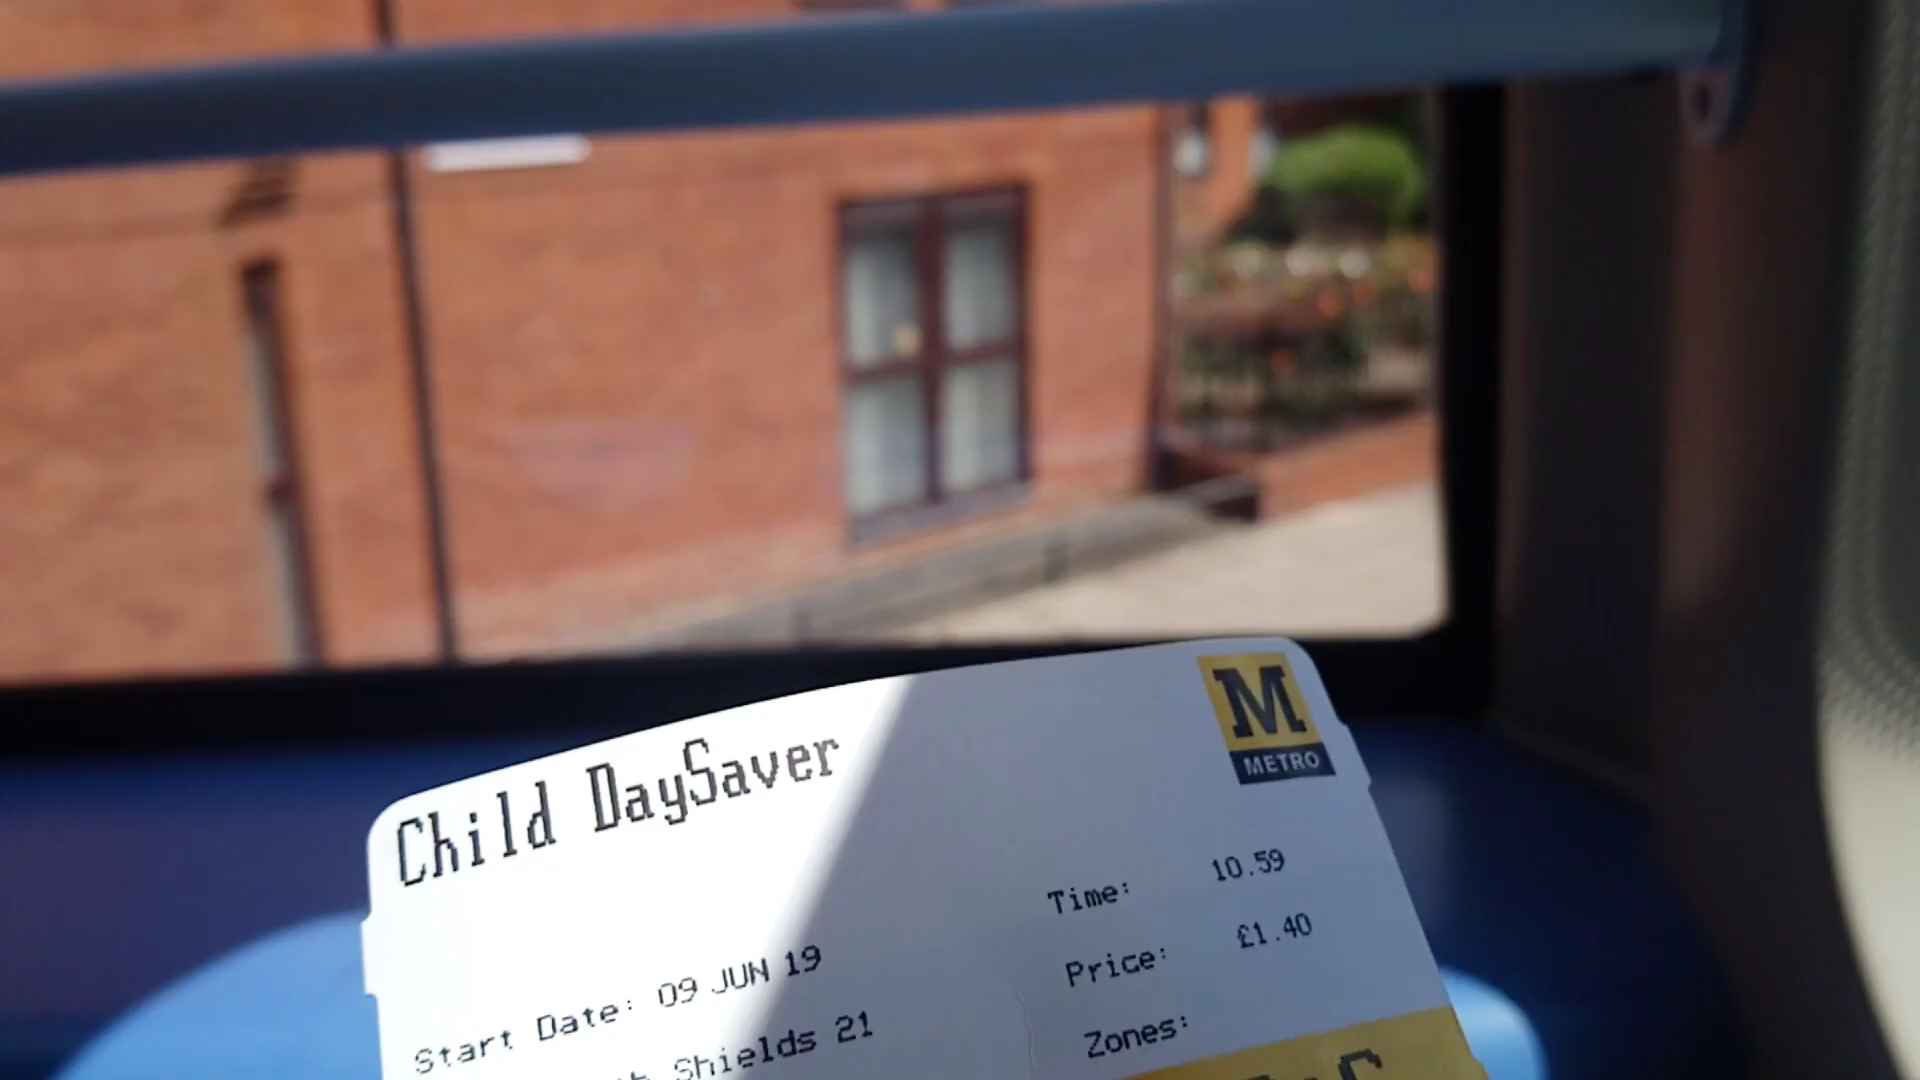 Child DaySaver
M
METRO
Time: 10.59
Start Date: 09 JUN 19
Price: £1.40
Shields 21
Zones: